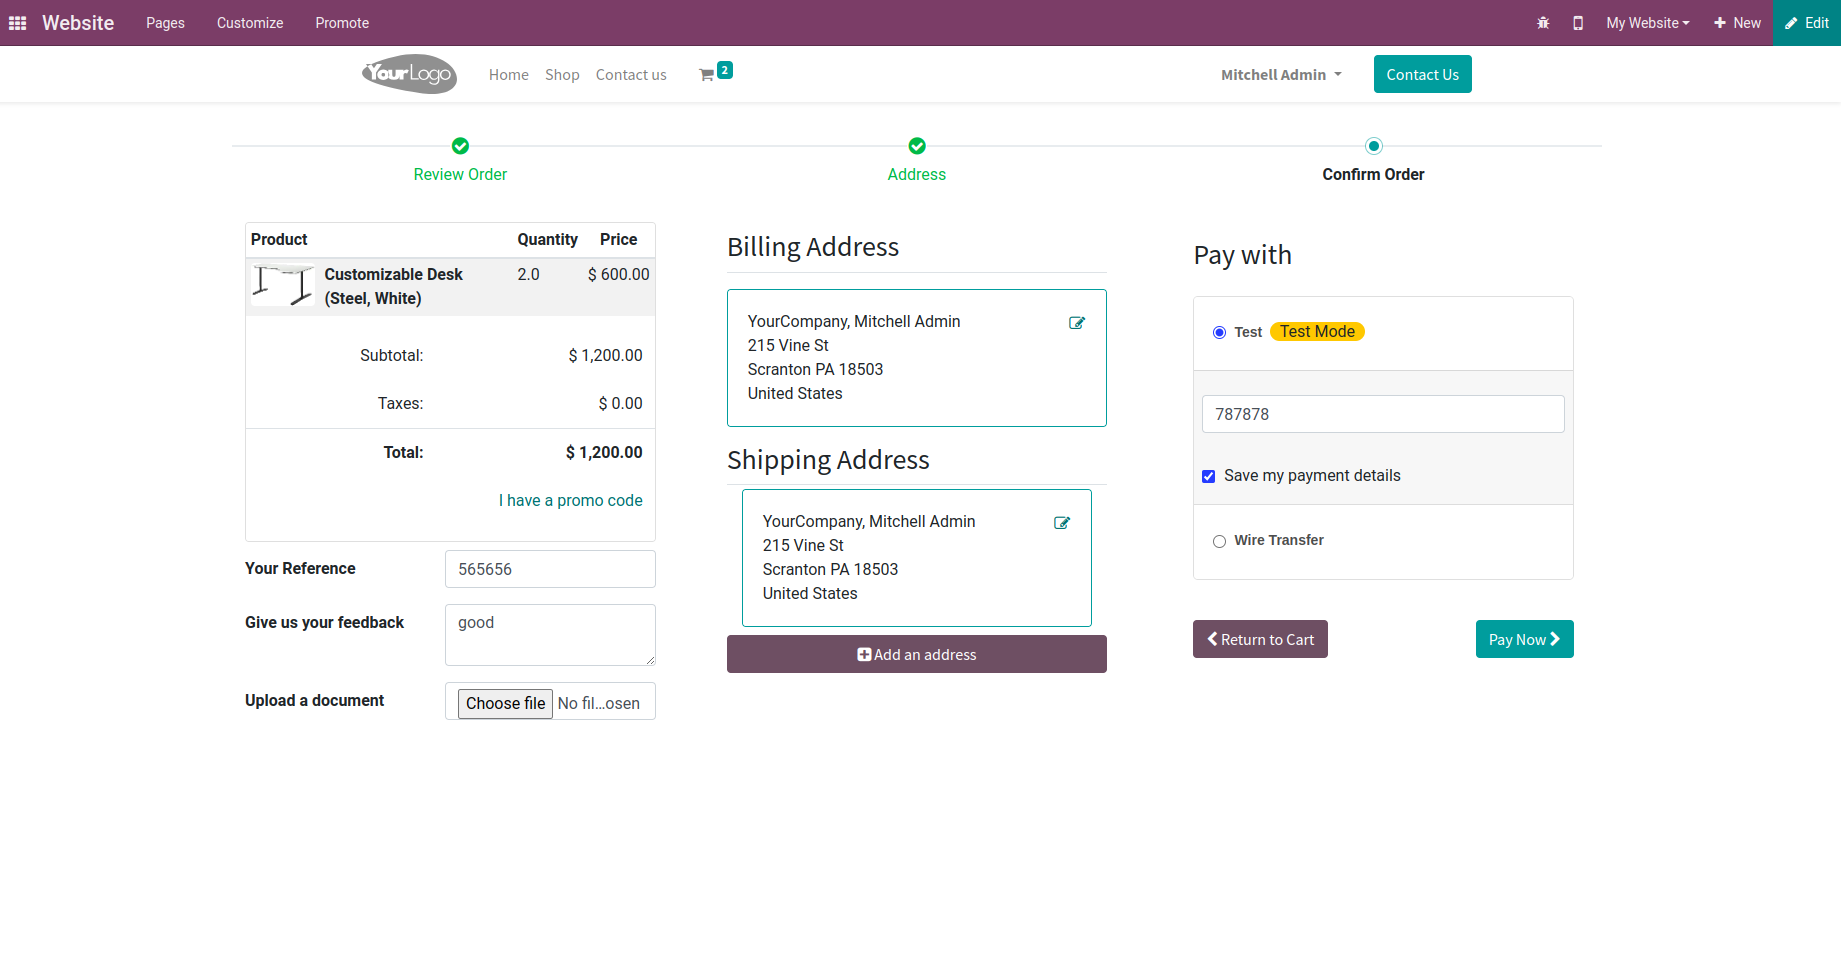 Website Pages Customize Promote My Website New Edit
YourLogo Home Shop Contact us 2 Mitchell Admin Contact Us
Review Order Address Confirm Order
Product Quantity Price
Customizable Desk 2.0 $ 600.00
(Steel, White)
Subtotal: $ 1,200.00
Taxes: $ 0.00
Total: $ 1,200.00
I have a promo code
Your Reference 565656
Give us your feedback good
Upload a document Choose file No fil...osen
Billing Address
YourCompany, Mitchell Admin
215 Vine St
Scranton PA 18503
United States
Shipping Address
YourCompany, Mitchell Admin
215 Vine St
Scranton PA 18503
United States
Add an address
Pay with
Test Test Mode
787878
Save my payment details
Wire Transfer
Return to Cart Pay Now